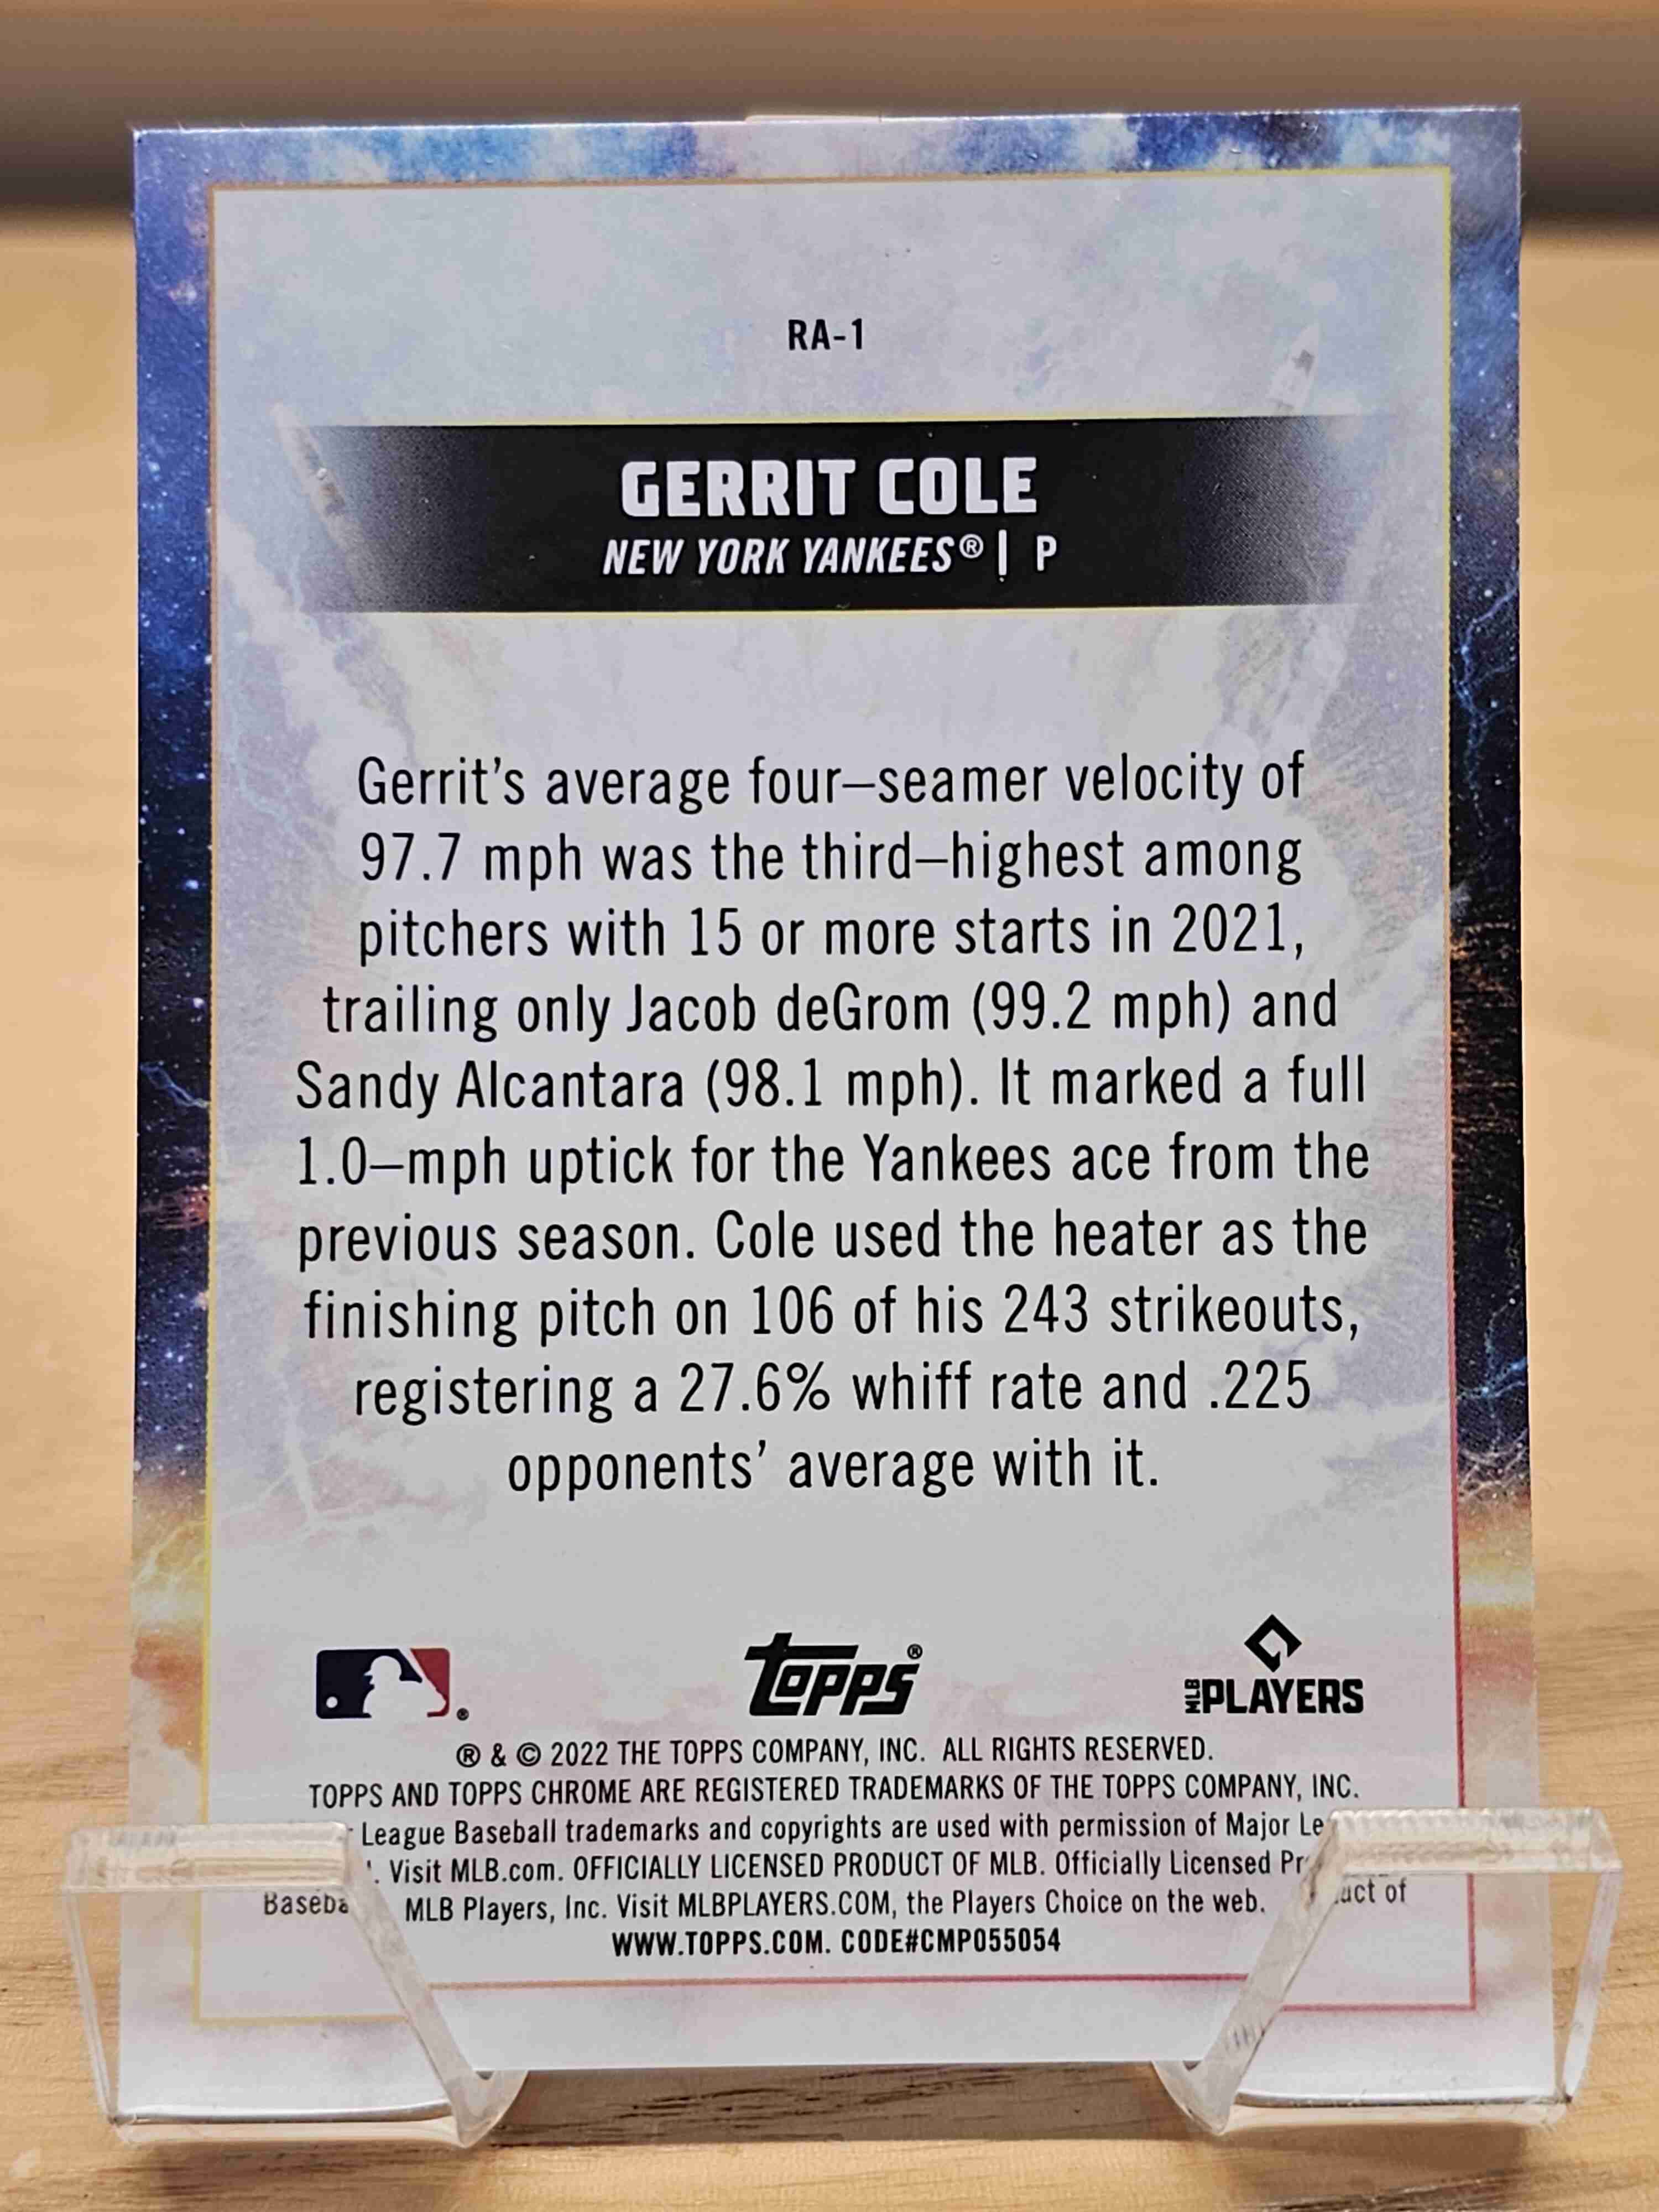 RA-1
GERRIT COLE
NEW YORK YANKEES® | P
Gerrit's average four–seamer velocity of
97.7 mph was the third–highest among
pitchers with 15 or more starts in 2021,
trailing only Jacob deGrom (99.2 mph) and
Sandy Alcantara (98.1 mph). It marked a full
1.0–mph uptick for the Yankees ace from the
previous season. Cole used the heater as the
finishing pitch on 106 of his 243 strikeouts,
registering a 27.6% whiff rate and .225
opponents' average with it.
® TOPPS® MLB PLAYERS
® & © 2022 THE TOPPS COMPANY, INC. ALL RIGHTS RESERVED.
TOPPS AND TOPPS CHROME ARE REGISTERED TRADEMARKS OF THE TOPPS COMPANY, INC.
League Baseball trademarks and copyrights are used with permission of Major
Visit MLB.com. OFFICIALLY LICENSED PRODUCT OF MLB. Officially Licensed
MLB Players, Inc. Visit MLBPLAYERS.COM, the Players Choice on the web. of
WWW.TOPPS.COM. CODE#CMP055054